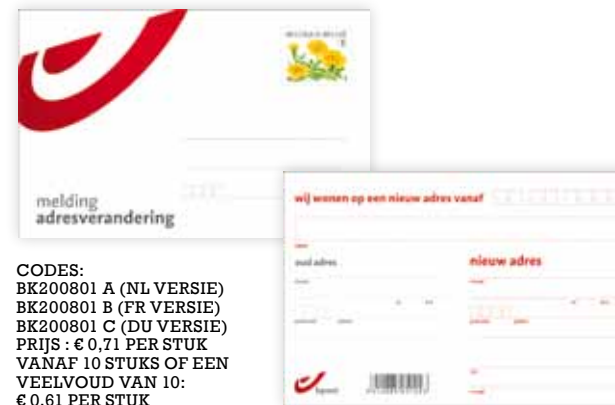 melding
adresverandering
wij wonen op een nieuw adres vanaf
oud adres
nieuw adres
CODES:
BK200801 A (NL VERSIE)
BK200801 B (FR VERSIE)
BK200801 C (DU VERSIE)
PRIJS : € 0,71 PER STUK
VANAF 10 STUKS OF EEN
VEELVOUD VAN 10:
€ 0,61 PER STUK